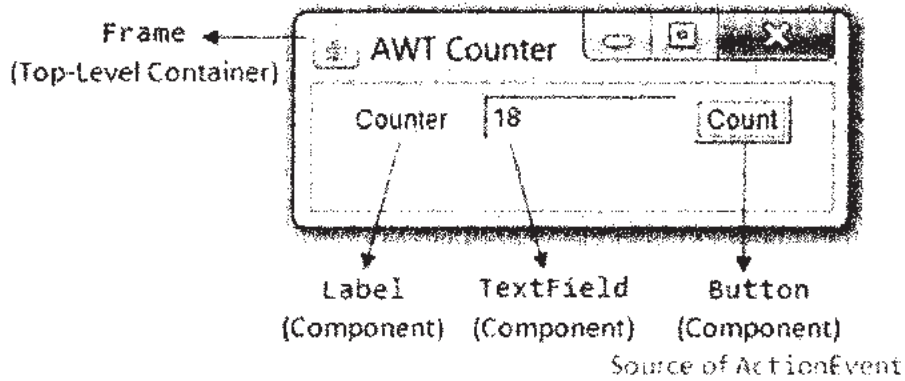 Frame
(Top-Level Container)
AWT Counter
Counter
18
Count
Label
TextField
Button
(Component)
(Component)
(Component)
Source of ActionEvent